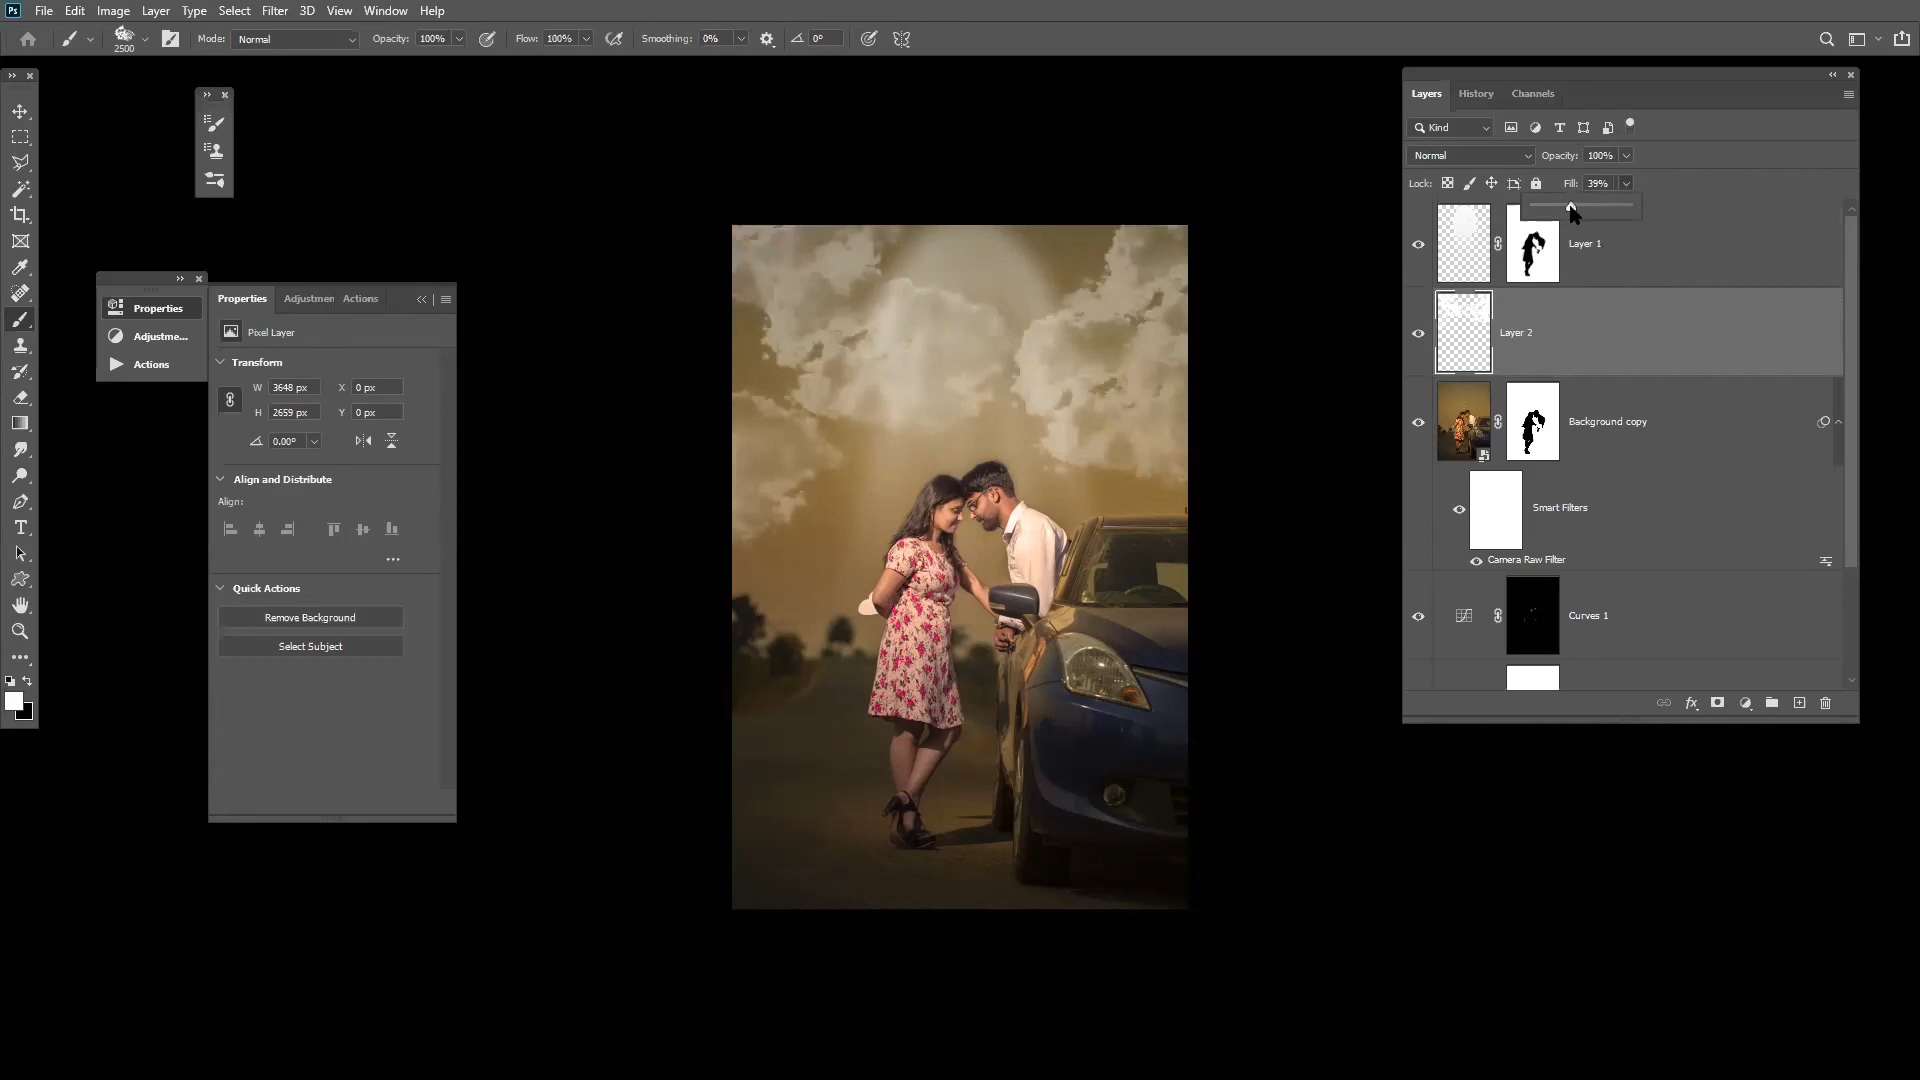 Ps File Edit Image Layer Type Select Filter 3D View Window Help
2500 Mode: Normal Opacity: 100% Flow: 100% Smoothing: 0% 0°
Layers History Channels
Kind
Normal Opacity: 100%
Lock: Fill: 39%
Layer 1
Layer 2
Background copy
Smart Filters
Camera Raw Filter
Curves 1
Properties
Adjustme...
Actions
Properties Adjustmen Actions
Pixel Layer
Transform
W 3648 px X 0 px
H 2659 px Y 0 px
0.00°
Align and Distribute
Align:
Quick Actions
Remove Background
Select Subject